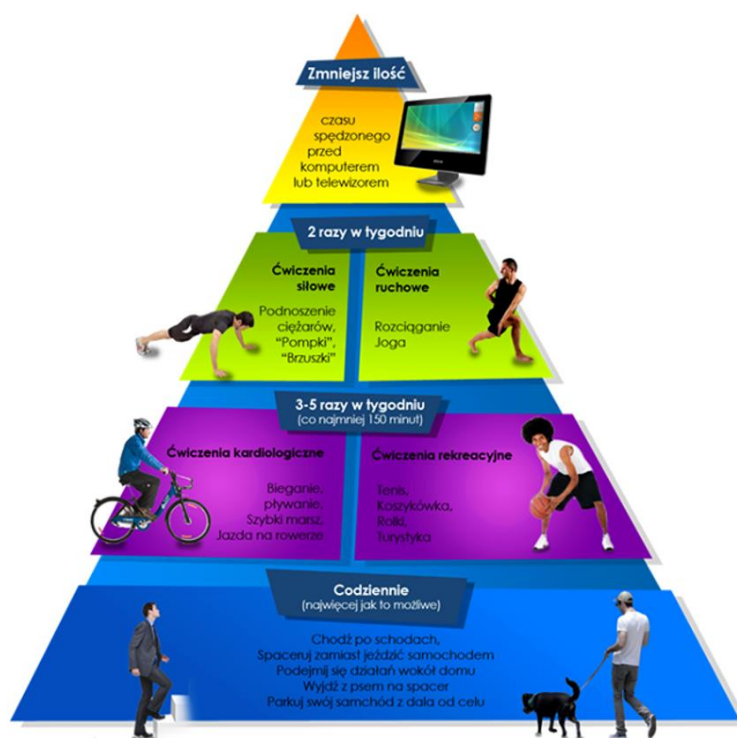 Zmniejsz ilość
czasu
spędzonego
przed
komputerem
lub telewizorem
2 razy w tygodniu
Ćwiczenia
siłowe
Podnoszenie
ciężarów,
"Pompki",
"Brzuszki"
Ćwiczenia
ruchowe
Rozciąganie
Joga
3-5 razy w tygodniu
(co najmniej 150 minut)
Ćwiczenia kardiologiczne
Bieganie,
pływanie,
Szybki marsz,
Jazda na rowerze
Ćwiczenia rekreacyjne
Tenis,
Koszykówka,
Rolki,
Turystyka
Codziennie
(najwięcej jak to możliwe)
Chodź po schodach,
Spaceruj zamiast jeździć samochodem
Podejmij się działań wokół domu
Wyjdź z psem na spacer
Parkuj swój samchód z dala od celu